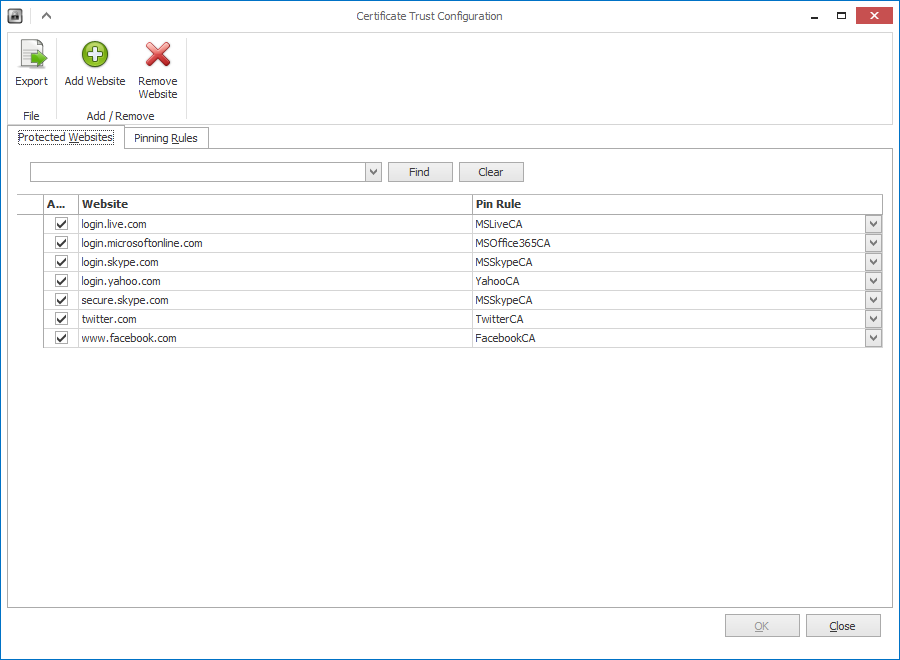 Certificate Trust Configuration
Export
Add Website
Remove
Website
File
Add / Remove
Protected Websites
Pinning Rules
Find
Clear
A...
Website
Pin Rule
login.live.com
MSLiveCA
login.microsoftonline.com
MSOffice365CA
login.skype.com
MSSkypeCA
login.yahoo.com
YahooCA
secure.skype.com
MSSkypeCA
twitter.com
TwitterCA
www.facebook.com
FacebookCA
OK
Close